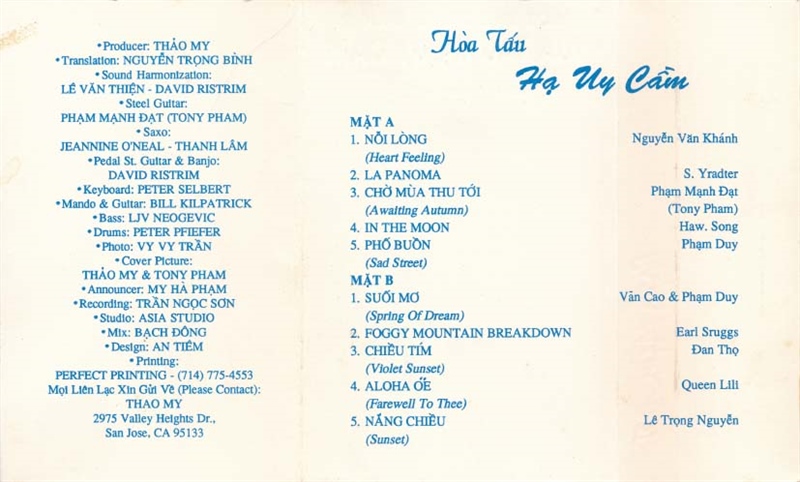 • Producer: THẢO MY
• Translation: NGUYỄN TRỌNG BÌNH
• Sound Harmonization:
LÊ VĂN THIỆN - DAVID RISTRIM
• Steel Guitar:
PHẠM MẠNH ĐẠT (TONY PHAM)
• Saxo:
JEANNINE O'NEAL - THANH LÂM
• Pedal St. Guitar & Banjo:
DAVID RISTRIM
• Keyboard: PETER SELBERT
• Mando & Guitar: BILL KILPATRICK
• Bass: LJV NEOGEVIC
• Drums: PETER PFIEFER
• Photo: VY VY TRẦN
• Cover Picture:
THẢO MY & TONY PHAM
• Announcer: MY HÀ PHẠM
• Recording: TRẦN NGỌC SƠN
• Studio: ASIA STUDIO
• Mix: BẠCH ĐÔNG
• Design: AN TIÊM
• Printing:
PERFECT PRINTING - (714) 775-4553
Mọi Liên Lạc Xin Gửi Về (Please Contact):
THAO MY
2975 Valley Heights Dr.,
San Jose, CA 95133
Hòa Tấu
Hạ Uy Cầm
MẶT A
1. NỖI LÒNG Nguyễn Văn Khánh
(Heart Feeling)
2. LA PANOMA S. Yradter
3. CHỜ MÙA THU TỚI Phạm Mạnh Đạt
(Awaiting Autumn) (Tony Pham)
4. IN THE MOON Haw. Song
5. PHỐ BUỒN Phạm Duy
(Sad Street)
MẶT B
1. SUỐI MƠ Văn Cao & Phạm Duy
(Spring Of Dream)
2. FOGGY MOUNTAIN BREAKDOWN Earl Sruggs
3. CHIỀU TÍM Đan Thọ
(Violet Sunset)
4. ALOHA ƠE Queen Lili
(Farewell To Thee)
5. NẮNG CHIỀU Lê Trọng Nguyễn
(Sunset)